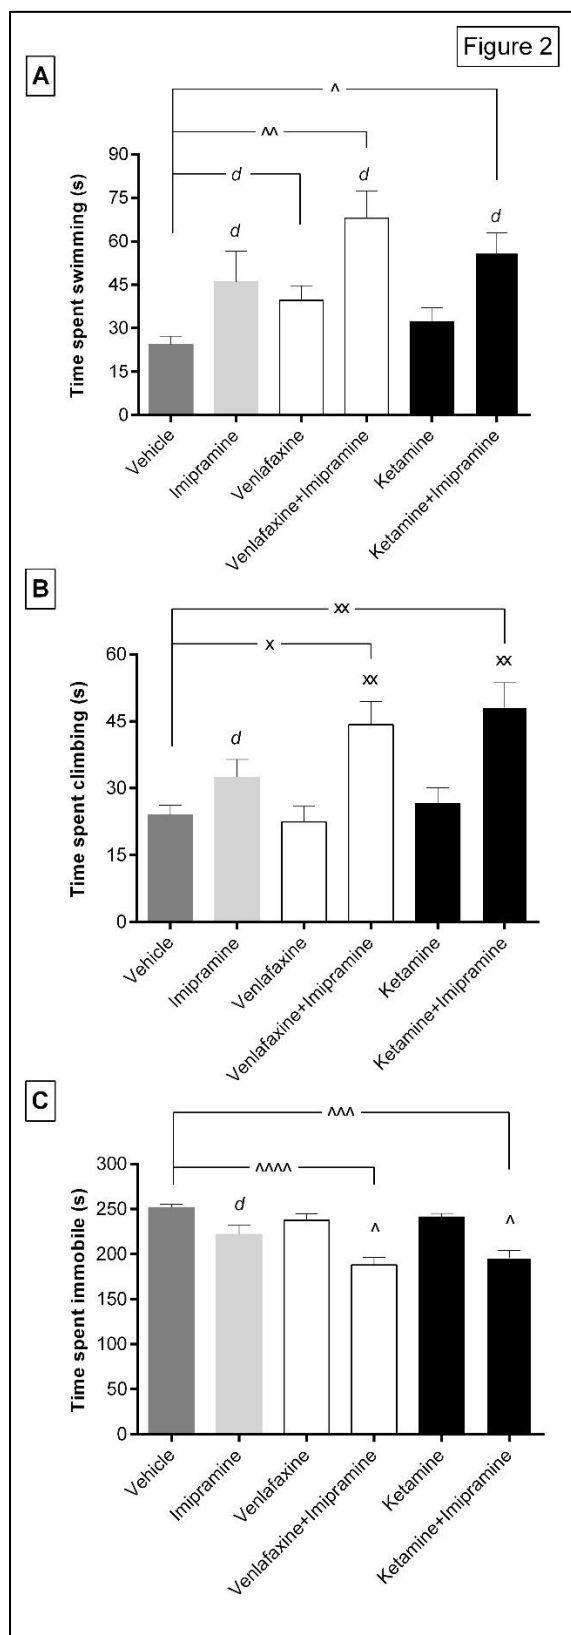 Figure 2
A
^
^^
d
d
d
d
d
90
75
60
45
30
15
0
Time spent swimming (s)
Vehicle
Imipramine
Venlafaxine
Venlafaxine+Imipramine
Ketamine
Ketamine+Imipramine
B
xx
x
xx
xx
d
60
45
30
15
0
Time spent climbing (s)
Vehicle
Imipramine
Venlafaxine
Venlafaxine+Imipramine
Ketamine
Ketamine+Imipramine
C
^^^
^^^^
d
^
^
300
250
200
150
100
50
0
Time spent immobile (s)
Vehicle
Imipramine
Venlafaxine
Venlafaxine+Imipramine
Ketamine
Ketamine+Imipramine